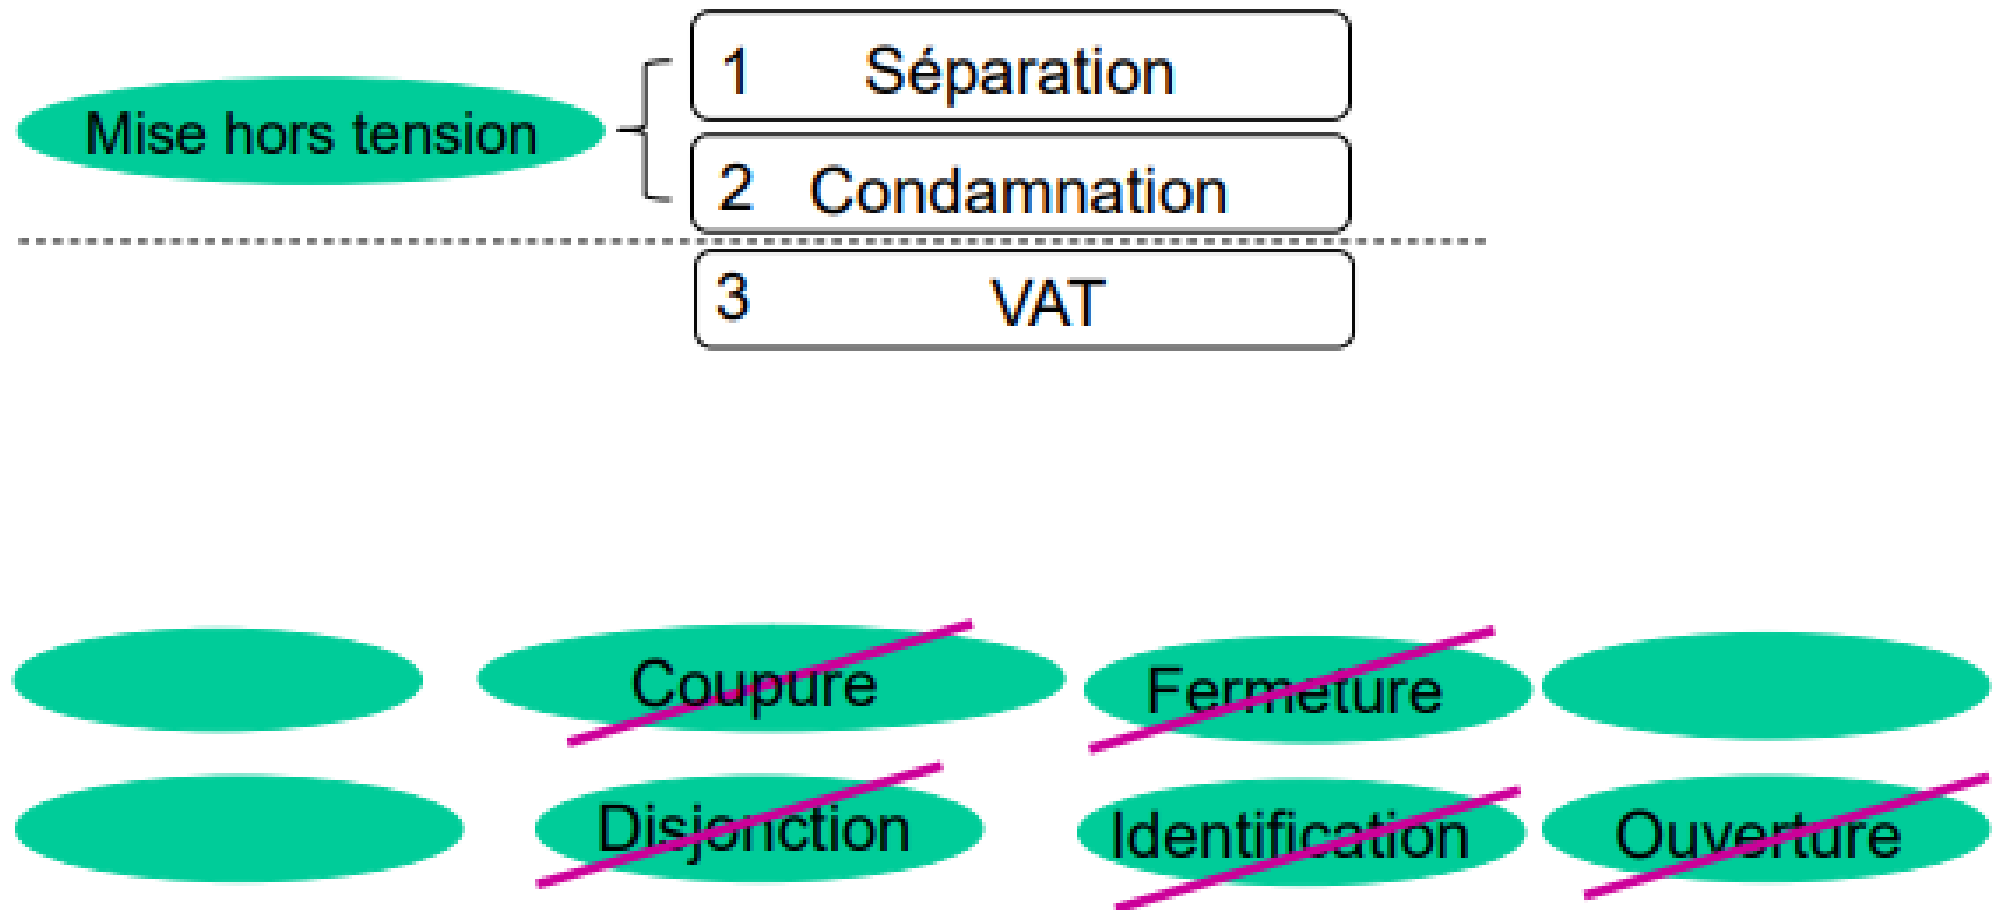 1 Séparation
Mise hors tension
2 Condamnation
3 VAT
Coupure
Fermeture
Disjonction
Identification
Ouverture